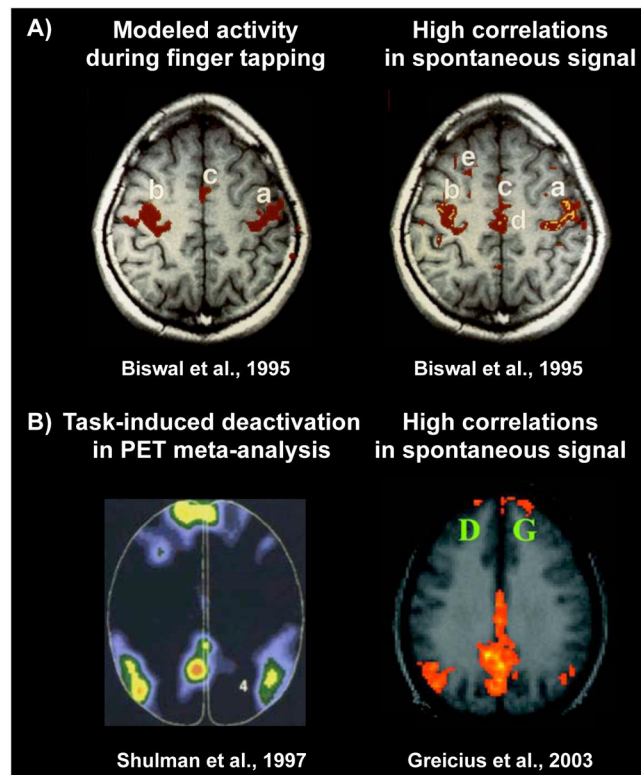 A) Modeled activity
during finger tapping
High correlations
in spontaneous signal
b
c
a
e
b
c
a
d
Biswal et al., 1995
Biswal et al., 1995
B) Task-induced deactivation
in PET meta-analysis
High correlations
in spontaneous signal
D G
4
Shulman et al., 1997
Greicius et al., 2003